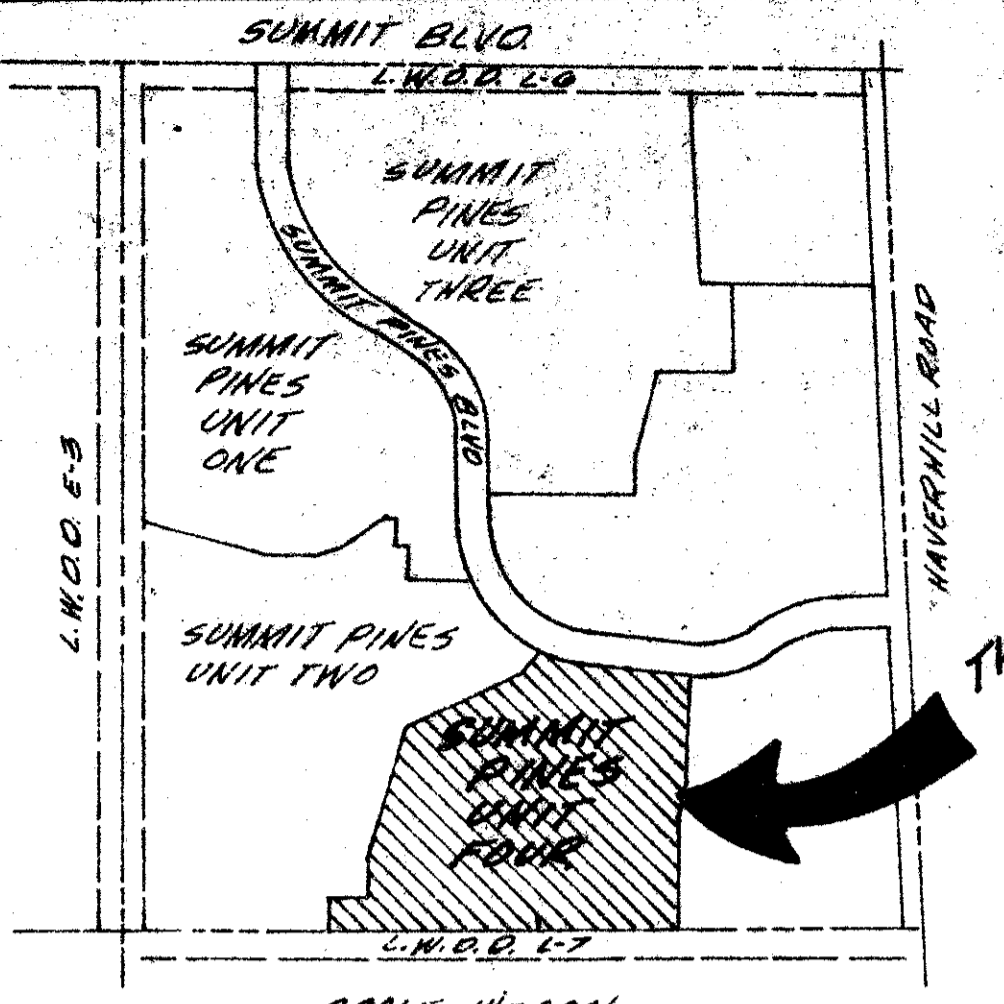 SUMMIT BLVD.
L.W.D.D. L-6
SUMMIT
PINES
UNIT
THREE
SUMMIT PINES BLVD
SUMMIT
PINES
UNIT
ONE
L.W.D.D. E-3
HAVERHILL ROAD
SUMMIT PINES
UNIT TWO
TH
SUMMIT
PINES
UNIT
FOUR
L.W.D.D. L-7